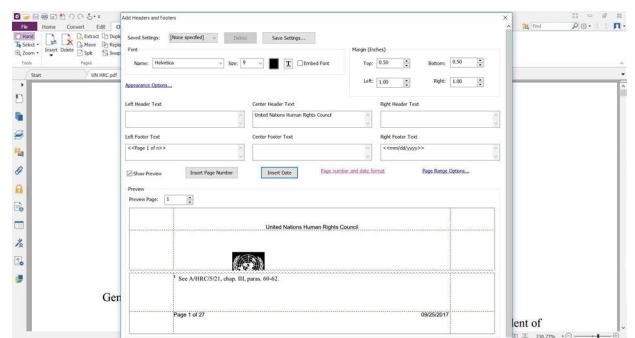 File Home Convert Edit
Find
Hand
Select
Zoom
Insert Delete
Extract
Move
Split
Swap
Tools
Pages
Start UN HRC.pdf
Add Headers and Footers
Saved Settings: [None specified] Delete Save Settings...
Font
Name: Helvetica Size: 9 T Embed Font
Margin (Inches)
Top: 0.50 Bottom: 0.50
Left: 1.00 Right: 1.00
Appearance Options...
Left Header Text Center Header Text Right Header Text
United Nations Human Rights Council
Left Footer Text Center Footer Text Right Footer Text
<<Page 1 of n>> <<mm/dd/yyyy>>
Show Preview Insert Page Number Insert Date Page number and date format Page Range Options...
Preview
Preview Page: 1
United Nations Human Rights Council
1 See A/HRC/5/21, chap. III, paras. 60-62.
Page 1 of 27 09/25/2017
Gen
lent of
230.77%